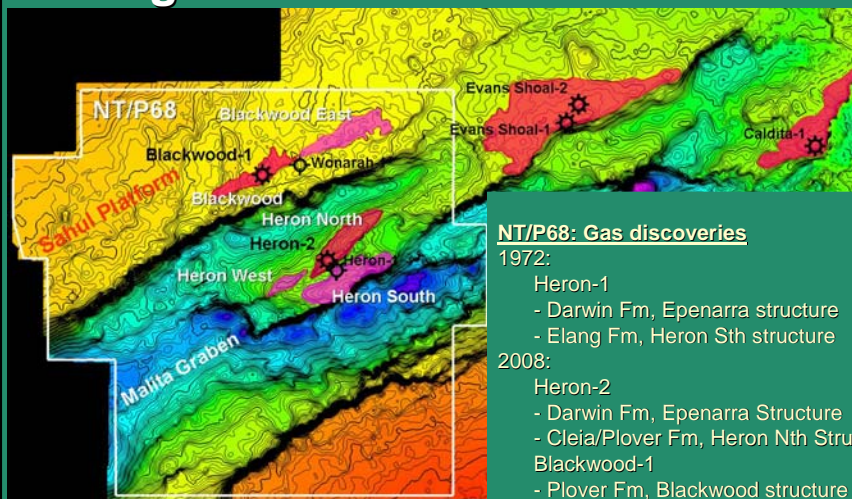 NT/P68
Blackwood East
Evans Shoal-2
Evans Shoal-1
Caldita-1
Blackwood-1
Wonarah
Blackwood
Sahul Platform
Heron North
Heron-2
Heron-1
Heron West
Heron South
Malita Graben
NT/P68: Gas discoveries
1972:
Heron-1
- Darwin Fm, Epenarra structure
- Elang Fm, Heron Sth structure
2008:
Heron-2
- Darwin Fm, Epenarra Structure
- Cleia/Plover Fm, Heron Nth Stru
Blackwood-1
- Plover Fm, Blackwood structure